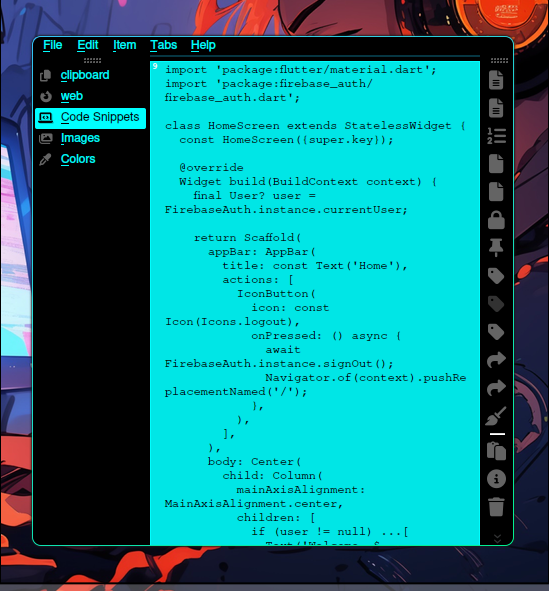 File Edit Item Tabs Help
clipboard
web
Code Snippets
Images
Colors
9
import 'package:flutter/material.dart';
import 'package:firebase_auth/
firebase_auth.dart';
class HomeScreen extends StatelessWidget {
const HomeScreen({super.key});
@override
Widget build(BuildContext context) {
final User? user =
FirebaseAuth.instance.currentUser;
return Scaffold(
appBar: AppBar(
title: const Text('Home'),
actions: [
IconButton(
icon: const
Icon(Icons.logout),
onPressed: () async {
await
FirebaseAuth.instance.signOut();
Navigator.of(context).pushRe
placementNamed('/');
},
),
],
),
body: Center(
child: Column(
mainAxisAlignment:
MainAxisAlignment.center,
children: [
if (user != null) ...[